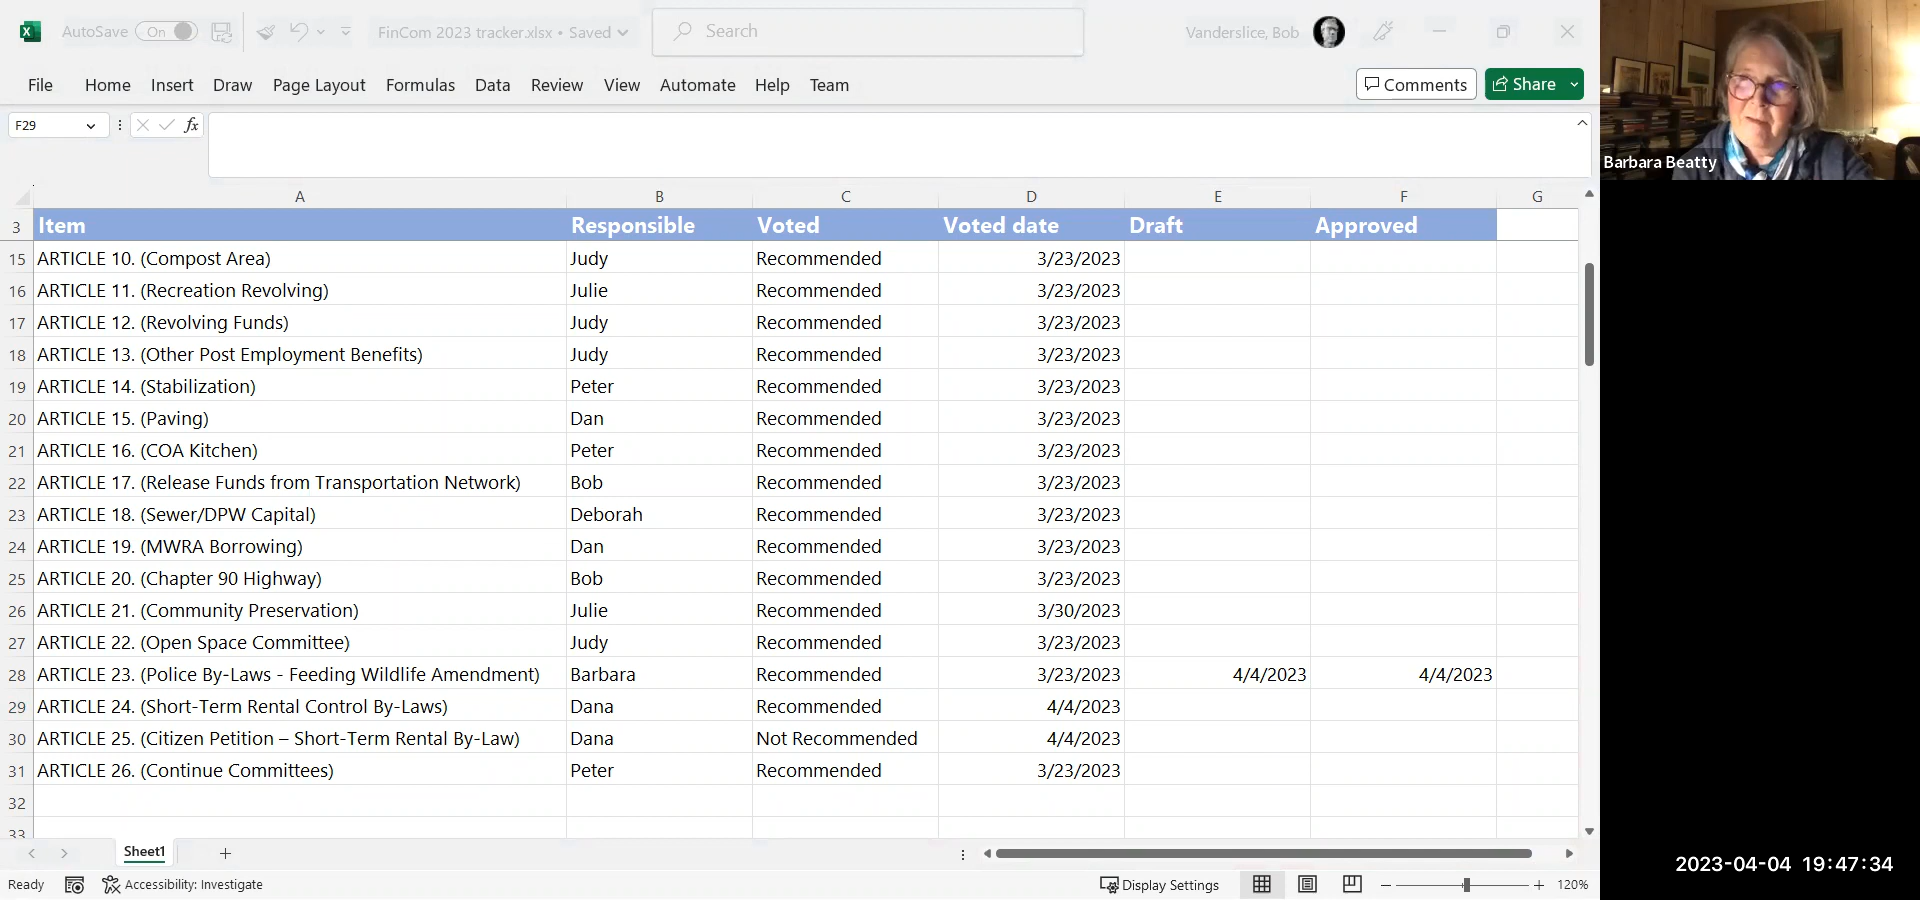 AutoSave On FinCom 2023 tracker.xlsx • Saved Search Vanderslice, Bob
File Home Insert Draw Page Layout Formulas Data Review View Automate Help Team Comments Share
F29 fx
A B C D E F G
3 Item Responsible Voted Voted date Draft Approved
15 ARTICLE 10. (Compost Area) Judy Recommended 3/23/2023
16 ARTICLE 11. (Recreation Revolving) Julie Recommended 3/23/2023
17 ARTICLE 12. (Revolving Funds) Judy Recommended 3/23/2023
18 ARTICLE 13. (Other Post Employment Benefits) Judy Recommended 3/23/2023
19 ARTICLE 14. (Stabilization) Peter Recommended 3/23/2023
20 ARTICLE 15. (Paving) Dan Recommended 3/23/2023
21 ARTICLE 16. (COA Kitchen) Peter Recommended 3/23/2023
22 ARTICLE 17. (Release Funds from Transportation Network) Bob Recommended 3/23/2023
23 ARTICLE 18. (Sewer/DPW Capital) Deborah Recommended 3/23/2023
24 ARTICLE 19. (MWRA Borrowing) Dan Recommended 3/23/2023
25 ARTICLE 20. (Chapter 90 Highway) Bob Recommended 3/23/2023
26 ARTICLE 21. (Community Preservation) Julie Recommended 3/30/2023
27 ARTICLE 22. (Open Space Committee) Judy Recommended 3/23/2023
28 ARTICLE 23. (Police By-Laws - Feeding Wildlife Amendment) Barbara Recommended 3/23/2023 4/4/2023 4/4/2023
29 ARTICLE 24. (Short-Term Rental Control By-Laws) Dana Recommended 4/4/2023
30 ARTICLE 25. (Citizen Petition – Short-Term Rental By-Law) Dana Not Recommended 4/4/2023
31 ARTICLE 26. (Continue Committees) Peter Recommended 3/23/2023
32
33
Sheet1
Ready Accessibility: Investigate Display Settings 120%
Barbara Beatty
2023-04-04 19:47:34